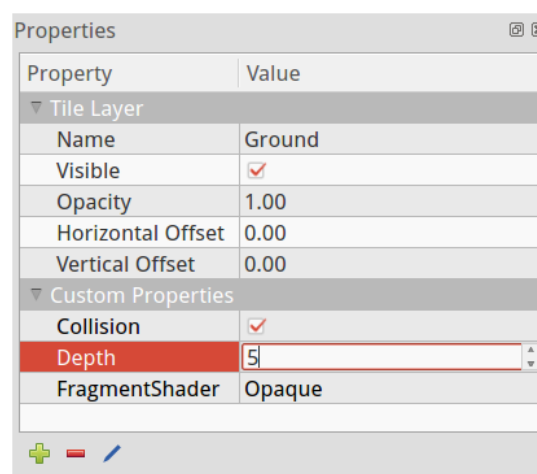 Properties
Property Value
Tile Layer
Name Ground
Visible
Opacity 1.00
Horizontal Offset 0.00
Vertical Offset 0.00
Custom Properties
Collision
Depth 5
FragmentShader Opaque